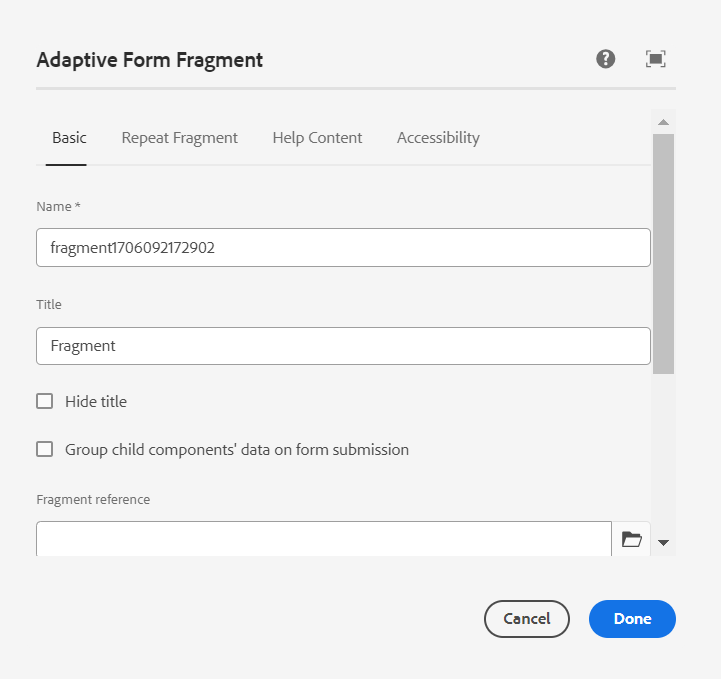 Adaptive Form Fragment
?
Basic Repeat Fragment Help Content Accessibility
Name *
fragment1706092172902
Title
Fragment
Hide title
Group child components' data on form submission
Fragment reference
Cancel Done